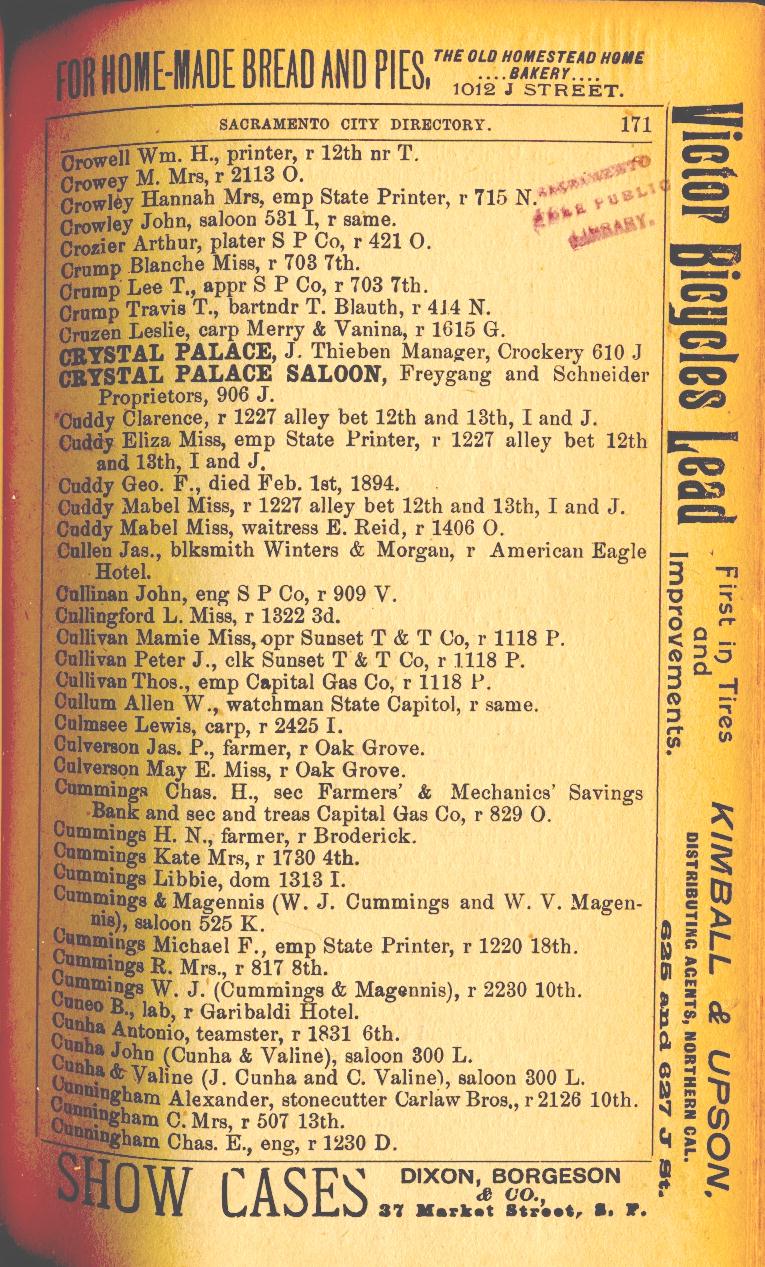 FOR HOME-MADE BREAD AND PIES, THE OLD HOMESTEAD HOME
....BAKERY....
1012 J STREET.
SACRAMENTO CITY DIRECTORY. 171
Crowell Wm. H., printer, r 12th nr T.
Crowey M. Mrs, r 2113 O.
Crowley Hannah Mrs, emp State Printer, r 715 N.
Crowley John, saloon 531 I, r same.
Crozier Arthur, plater S P Co, r 421 O.
Crump Blanche Miss, r 703 7th.
Crump Lee T., appr S P Co, r 703 7th.
Crump Travis T., bartndr T. Blauth, r 414 N.
Cruzen Leslie, carp Merry & Vanina, r 1615 G.
CRYSTAL PALACE, J. Thieben Manager, Crockery 610 J
CRYSTAL PALACE SALOON, Freygang and Schneider
Proprietors, 906 J.
Cuddy Clarence, r 1227 alley bet 12th and 13th, I and J.
Cuddy Eliza Miss, emp State Printer, r 1227 alley bet 12th
and 13th, I and J.
Cuddy Geo. F., died Feb. 1st, 1894.
Cuddy Mabel Miss, r 1227 alley bet 12th and 13th, I and J.
Cuddy Mabel Miss, waitress E. Reid, r 1406 O.
Cullen Jas., blksmith Winters & Morgan, r American Eagle
Hotel.
Cullinan John, eng S P Co, r 909 V.
Cullingford L. Miss, r 1322 3d.
Cullivan Mamie Miss, opr Sunset T & T Co, r 1118 P.
Cullivan Peter J., clk Sunset T & T Co, r 1118 P.
Cullivan Thos., emp Capital Gas Co, r 1118 P.
Cullum Allen W., watchman State Capitol, r same.
Culmsee Lewis, carp, r 2425 I.
Culverson Jas. P., farmer, r Oak Grove.
Culverson May E. Miss, r Oak Grove.
Cummings Chas. H., sec Farmers' & Mechanics' Savings
Bank and sec and treas Capital Gas Co, r 829 O.
Cummings H. N., farmer, r Broderick.
Cummings Kate Mrs, r 1730 4th.
Cummings Libbie, dom 1313 I.
Cummings & Magennis (W. J. Cummings and W. V. Magen-
nis), saloon 525 K.
Cummings Michael F., emp State Printer, r 1220 18th.
Cummings R. Mrs., r 817 8th.
Cummings W. J. (Cummings & Magennis), r 2230 10th.
Cuneo B., lab, r Garibaldi Hotel.
Cunha Antonio, teamster, r 1831 6th.
Cunha John (Cunha & Valine), saloon 300 L.
Cunha & Valine (J. Cunha and C. Valine), saloon 300 L.
Cunningham Alexander, stonecutter Carlaw Bros., r 2126 10th.
Cunningham C. Mrs, r 507 13th.
Cunningham Chas. E., eng, r 1230 D.
SACRAMENTO
PUBLIC
LIBRARY.
Victor Bicycles Lead
First in Tires
and
Improvements.
KIMBALL & UPSON,
DISTRIBUTING AGENTS, NORTHERN CAL.
625 and 627 J St.
SHOW CASES DIXON, BORGESON
& CO.,
37 Market Street, S. F.